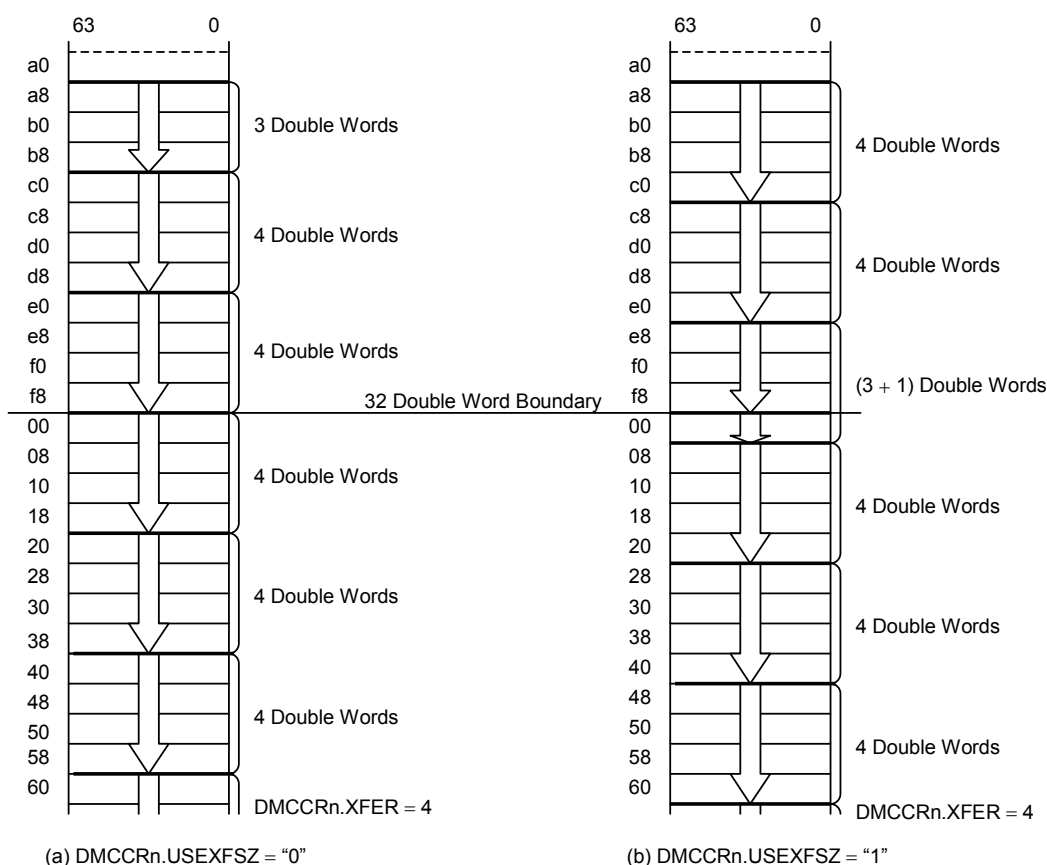 63 0
a0
a8
b0
b8
c0
c8
d0
d8
e0
e8
f0
f8
00
08
10
18
20
28
30
38
40
48
50
58
60
3 Double Words
4 Double Words
4 Double Words
32 Double Word Boundary
4 Double Words
4 Double Words
4 Double Words
DMCCRn.XFER = 4
(a) DMCCRn.USEXFSZ = “0”
63 0
a0
a8
b0
b8
c0
c8
d0
d8
e0
e8
f0
f8
00
08
10
18
20
28
30
38
40
48
50
58
60
4 Double Words
4 Double Words
(3 + 1) Double Words
4 Double Words
4 Double Words
4 Double Words
DMCCRn.XFER = 4
(b) DMCCRn.USEXFSZ = “1”